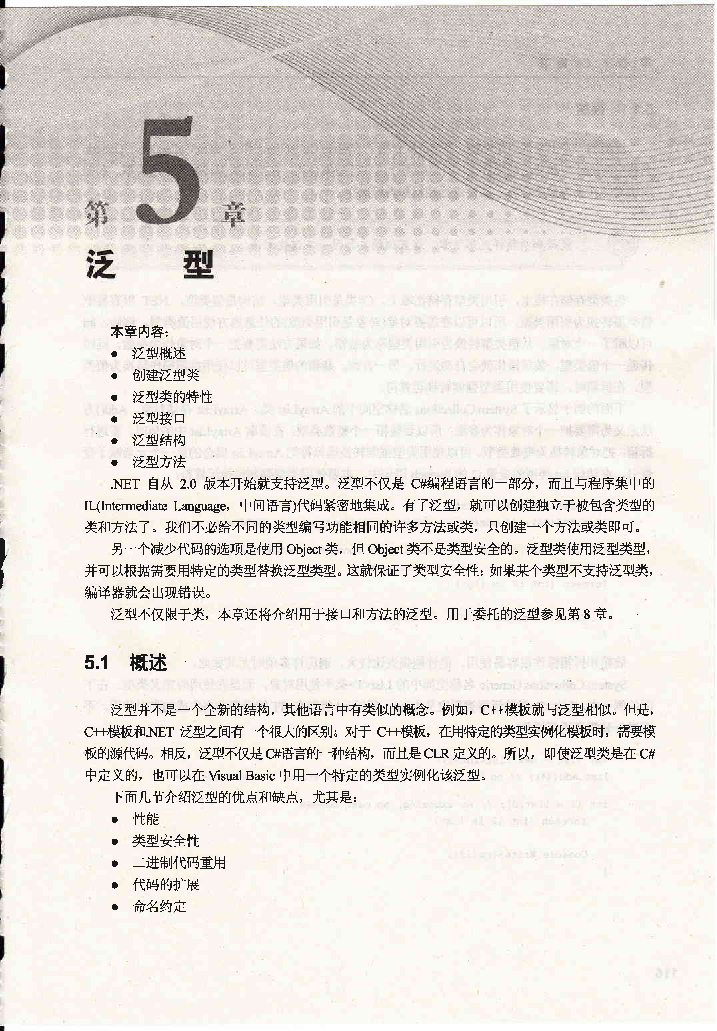 第 5 章
泛 型
本章内容:
● 泛型概述
● 创建泛型类
● 泛型类的特性
● 泛型接口
● 泛型结构
● 泛型方法
.NET 自从 2.0 版本开始就支持泛型。泛型不仅是 C#编程语言的一部分，而且与程序集中的
IL(Intermediate Language，中间语言)代码紧密地集成。有了泛型，就可以创建独立于被包含类型的
类和方法了。我们不必给不同的类型编写功能相同的许多方法或类，只创建一个方法或类即可。
另一个减少代码的选项是使用 Object 类，但 Object 类不是类型安全的。泛型类使用泛型类型，
并可以根据需要用特定的类型替换泛型类型。这就保证了类型安全性：如果某个类型不支持泛型类，
编译器就会出现错误。
泛型不仅限于类，本章还将介绍用于接口和方法的泛型。用于委托的泛型参见第 8 章。
5.1 概述
泛型并不是一个全新的结构，其他语言中有类似的概念。例如，C++模板就与泛型相似。但是，
C++模板和.NET 泛型之间有一个很大的区别。对于 C++模板，在用特定的类型实例化模板时，需要模
板的源代码。相反，泛型不仅是 C#语言的一种结构，而且是 CLR 定义的。所以，即使泛型类是在 C#
中定义的，也可以在 Visual Basic 中用一个特定的类型实例化该泛型。
下面几节介绍泛型的优点和缺点，尤其是：
● 性能
● 类型安全性
● 二进制代码重用
● 代码的扩展
● 命名约定